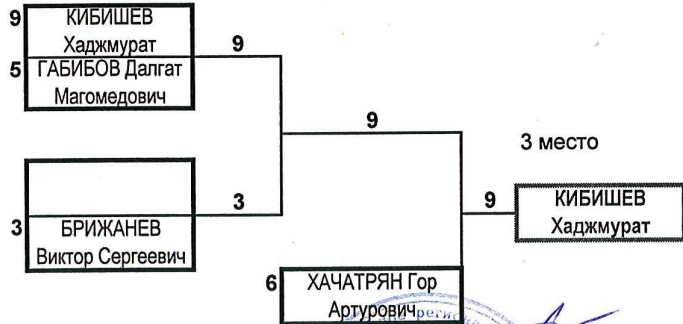 9 КИБИШЕВ
Хаджмурат
9
5 ГАБИБОВ Далгат
Магомедович
9
3 место
3
3 БРИЖАНЕВ
Виктор Сергеевич
9
КИБИШЕВ
Хаджмурат
6 ХАЧАТРЯН Гор
Артурович